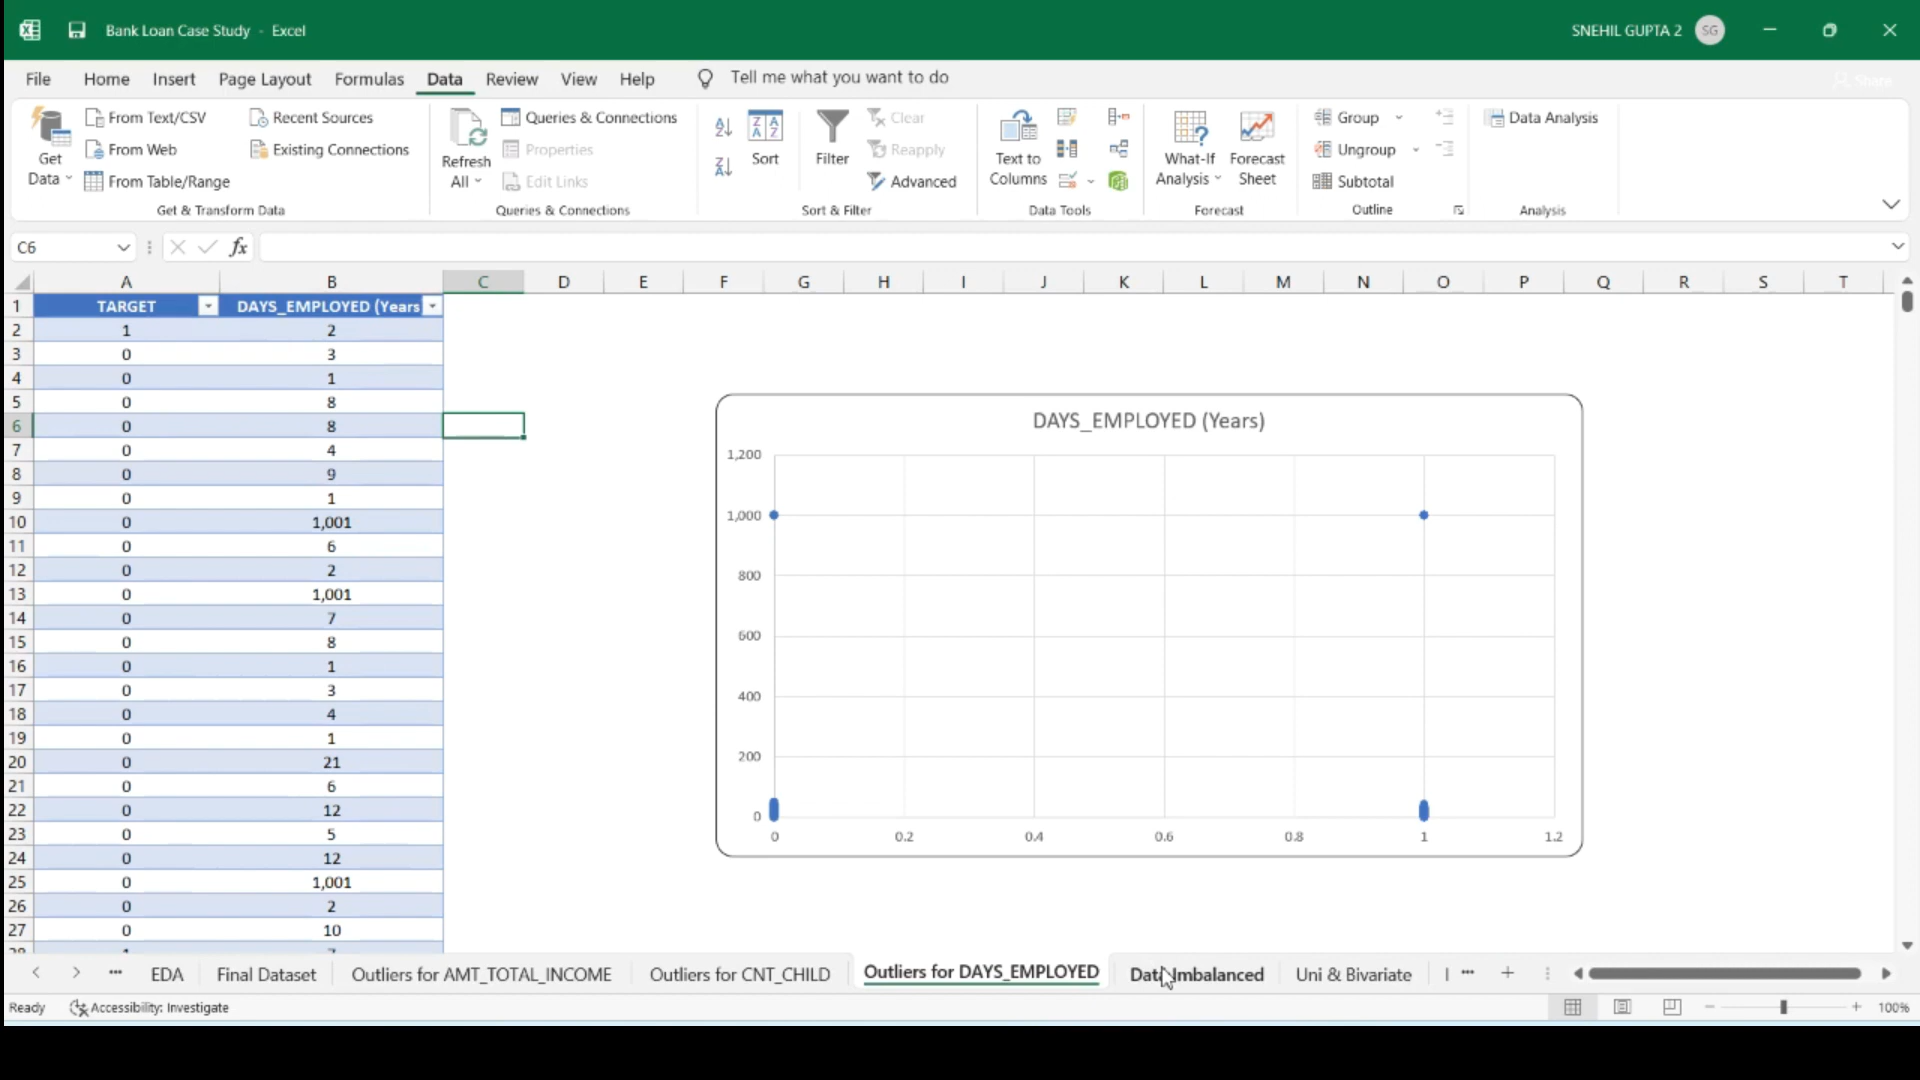 Bank Loan Case Study - Excel
SNEHIL GUPTA 2 SG
File Home Insert Page Layout Formulas Data Review View Help Tell me what you want to do Share
Get Data
From Text/CSV
From Web
From Table/Range
Recent Sources
Existing Connections
Get & Transform Data
Refresh All
Queries & Connections
Properties
Edit Links
Queries & Connections
Sort
Filter
Clear
Reapply
Advanced
Sort & Filter
Text to Columns
Data Tools
What-If Analysis
Forecast Sheet
Forecast
Group
Ungroup
Subtotal
Outline
Data Analysis
Analysis
C6 fx
A B C D E F G H I J K L M N O P Q R S T
1 TARGET DAYS_EMPLOYED (Years
2 1 2
3 0 3
4 0 1
5 0 8
6 0 8
7 0 4
8 0 9
9 0 1
10 0 1,001
11 0 6
12 0 2
13 0 1,001
14 0 7
15 0 8
16 0 1
17 0 3
18 0 4
19 0 1
20 0 21
21 0 6
22 0 12
23 0 5
24 0 12
25 0 1,001
26 0 2
27 0 10
DAYS_EMPLOYED (Years)
1,200
1,000
800
600
400
200
0
0 0.2 0.4 0.6 0.8 1 1.2
EDA Final Dataset Outliers for AMT_TOTAL_INCOME Outliers for CNT_CHILD Outliers for DAYS_EMPLOYED Data Imbalanced Uni & Bivariate
Ready Accessibility: Investigate 100%